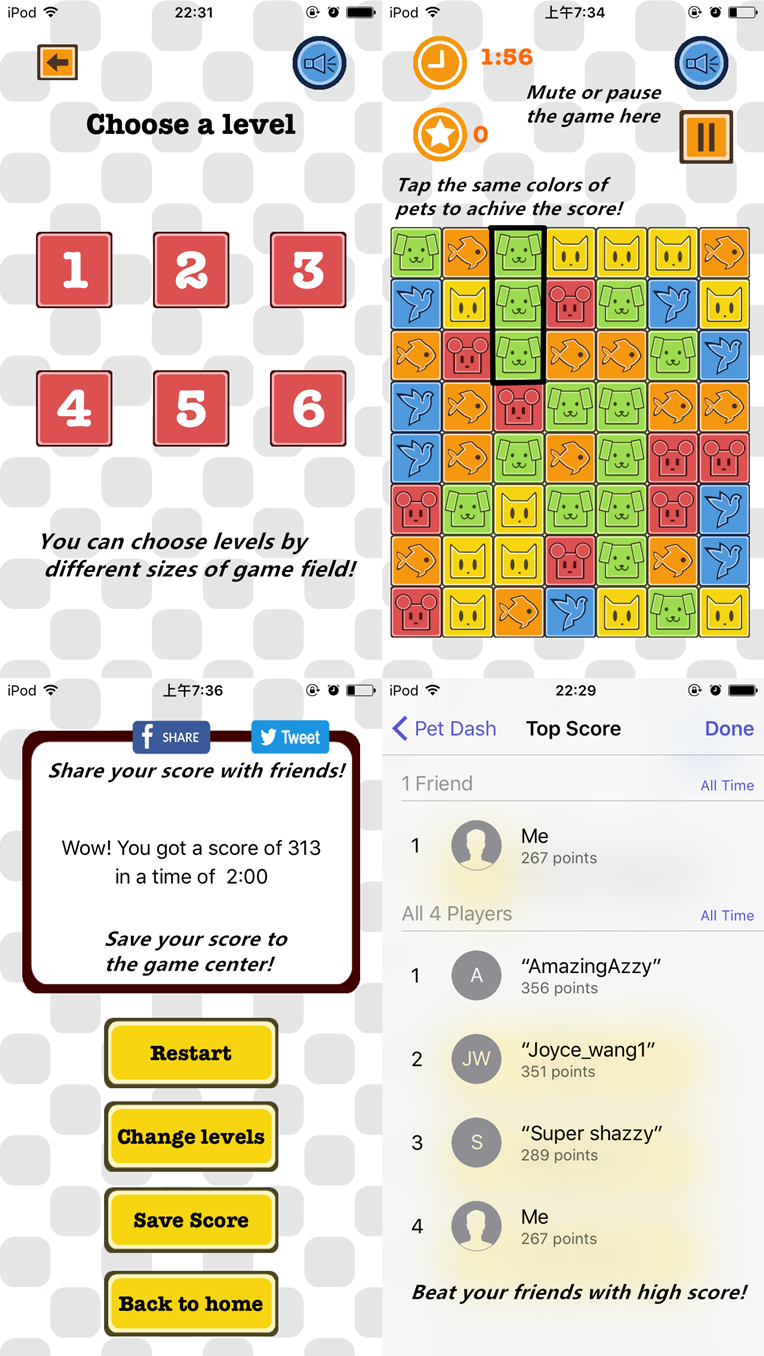 iPod 22:31
Choose a level
1 2 3
4 5 6
You can choose levels by
different sizes of game field!
iPod 上午7:34
1:56
Mute or pause
the game here
0
Tap the same colors of
pets to achive the score!
iPod 上午7:36
f SHARE Tweet
Share your score with friends!
Wow! You got a score of 313
in a time of 2:00
Save your score to
the game center!
Restart
Change levels
Save Score
Back to home
iPod 22:29
Pet Dash Top Score Done
1 Friend All Time
1 Me
267 points
All 4 Players All Time
1 A “AmazingAzzy”
356 points
2 JW “Joyce_wang1”
351 points
3 S “Super shazzy”
289 points
4 Me
267 points
Beat your friends with high score!